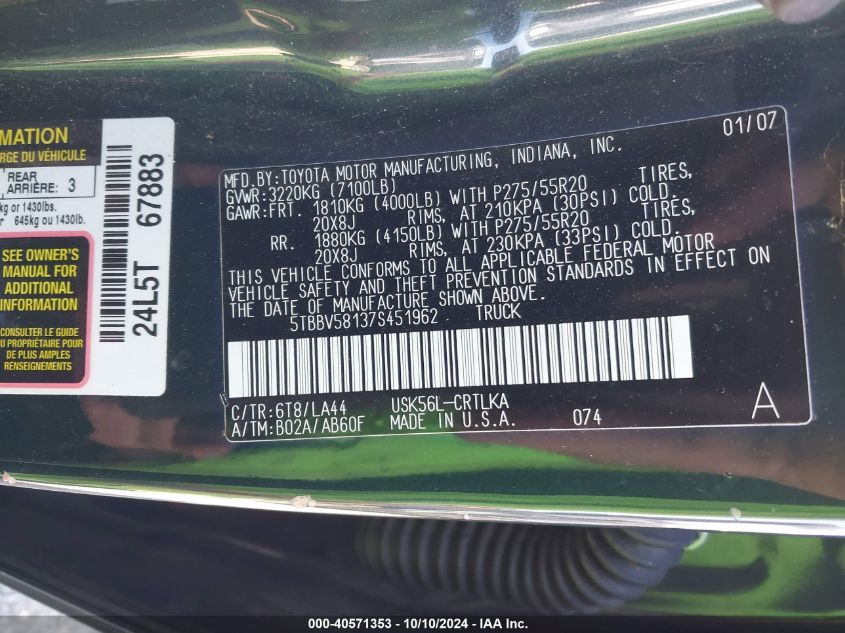 MATION
RGE DU VÉHICULE
REAR
ARRIÈRE: 3
kg or 1430lbs.
645kg ou 1430lb.
SEE OWNER'S
MANUAL FOR
ADDITIONAL
INFORMATION
LE MANUEL
DU PROPRIÉTAIRE
DE PLUS AMPLES
RENSEIGNEMENTS
24L5T 67883
01/07
MFD.BY:TOYOTA MOTOR MANUFACTURING, INDIANA, INC.
GVWR:3220KG (7100LB)
GAWR:FRT. 1810KG (4000LB) WITH P275/55R20 TIRES,
20X8J RIMS, AT 210KPA (30PSI) COLD.
RR. 1880KG (4150LB) WITH P275/55R20 TIRES,
20X8J RIMS, AT 230KPA (33PSI) COLD.
THIS VEHICLE CONFORMS TO ALL APPLICABLE FEDERAL MOTOR
VEHICLE SAFETY AND THEFT PREVENTION STANDARDS IN EFFECT ON
THE DATE OF MANUFACTURE SHOWN ABOVE.
5TBBV58137S451962 TRUCK
C/TR:6T8/LA44 USK56L-CRTLKA
A/TM:B02A/AB60F MADE IN U.S.A. 074
A
000-40571353 - 10/10/2024 - IAA Inc.